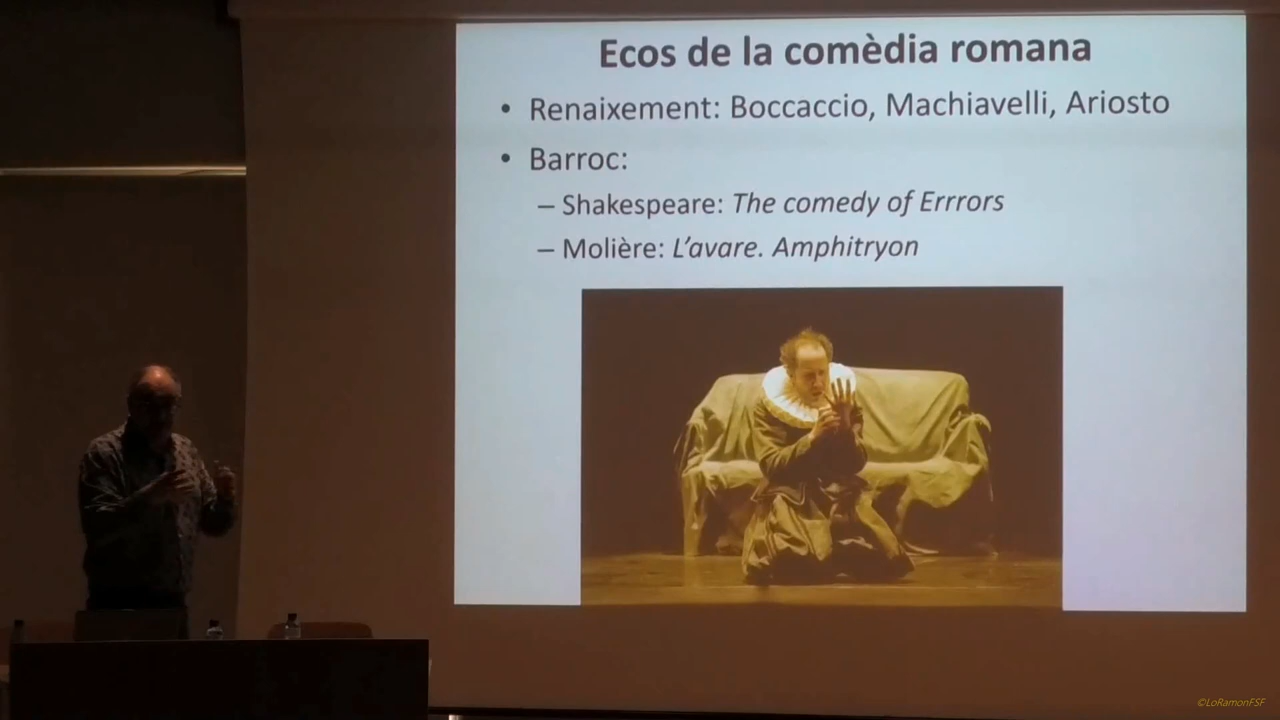 Ecos de la comèdia romana
• Renaixement: Boccaccio, Machiavelli, Ariosto
• Barroc:
– Shakespeare: The comedy of Errrors
– Molière: L'avare. Amphitryon
©LoRamonFSF